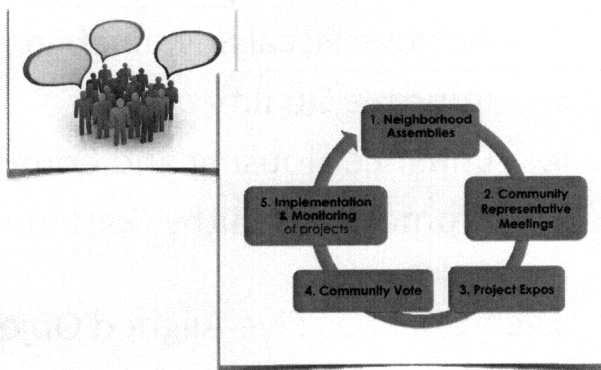 1. Neighborhood
Assemblies
2. Community
Representative
Meetings
3. Project Expos
4. Community Vote
5. Implementation
& Monitoring
of projects